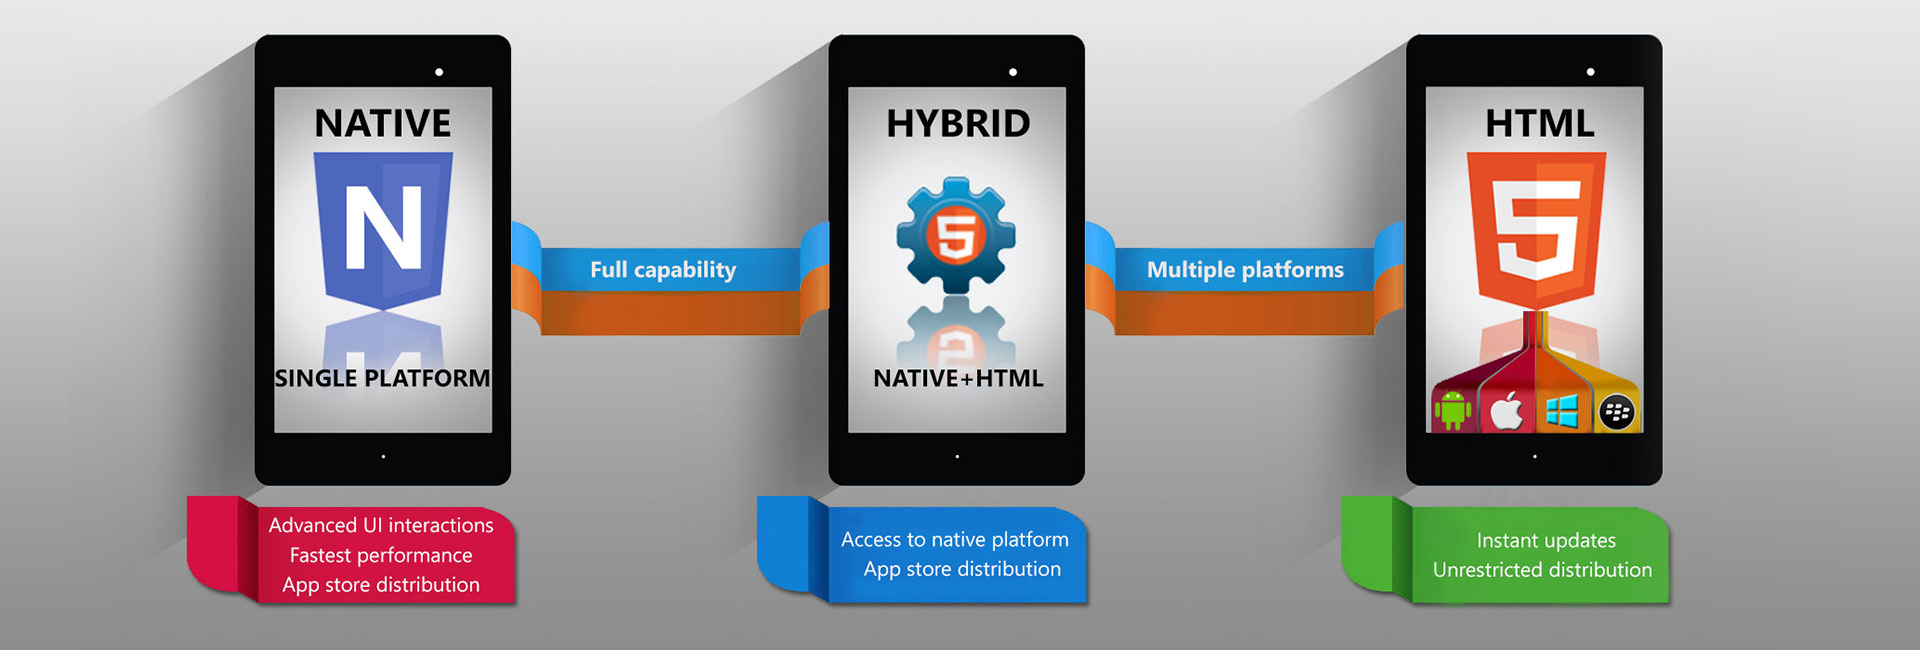 NATIVE
N
SINGLE PLATFORM
Advanced UI interactions
Fastest performance
App store distribution
Full capability
HYBRID
5
NATIVE+HTML
Access to native platform
App store distribution
Multiple platforms
HTML
5
Instant updates
Unrestricted distribution